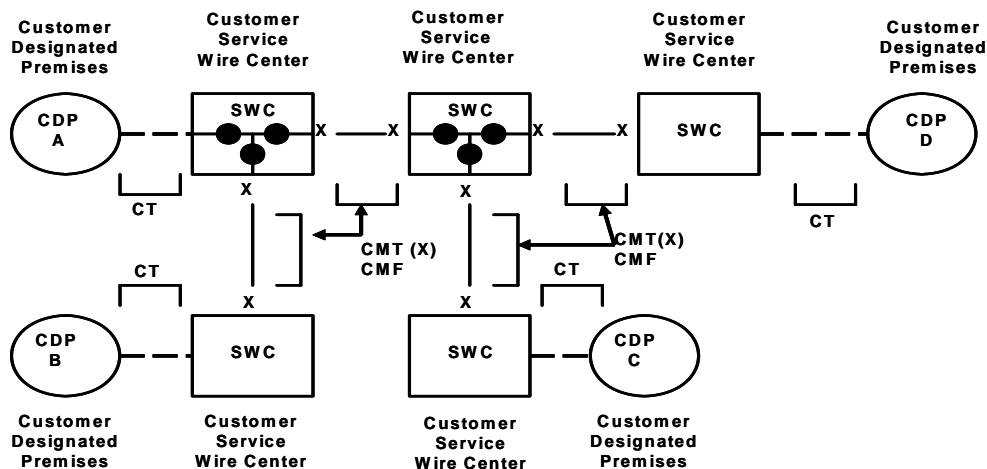 Customer
Designated
Premises
Customer
Service
Wire Center
Customer
Service
Wire Center
Customer
Service
Wire Center
Customer
Designated
Premises
CDP
A
SWC
X
X
SWC
X
X
SWC
CDP
D
CT
X
X
CT
CMT (X)
CMF
CMT(X)
CMF
CT
CT
X
X
CDP
B
SWC
SWC
CDP
C
Customer
Designated
Premises
Customer
Service
Wire Center
Customer
Service
Wire Center
Customer
Designated
Premises